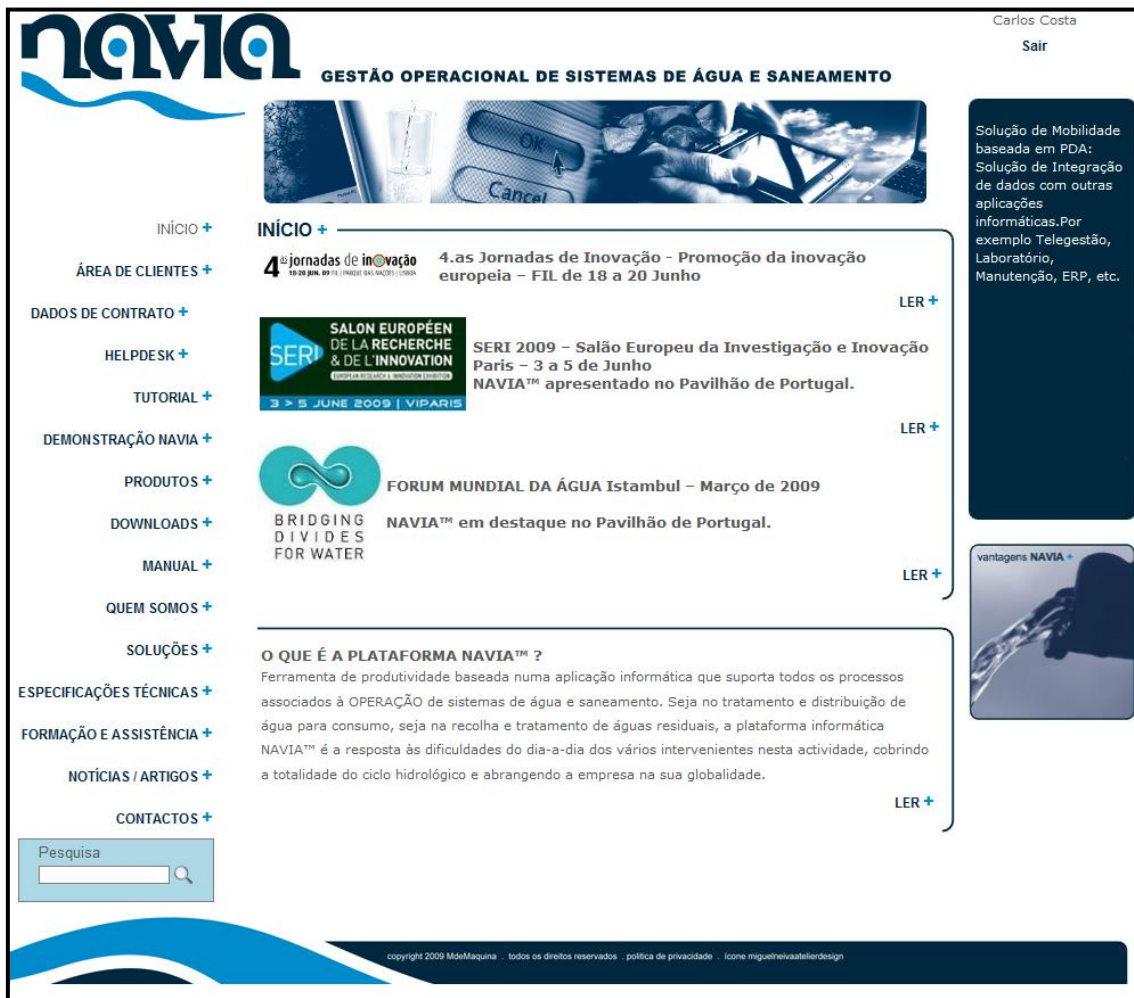 navia
GESTÃO OPERACIONAL DE SISTEMAS DE ÁGUA E SANEAMENTO
Carlos Costa
Sair
OK
Cancel
INÍCIO +
ÁREA DE CLIENTES +
DADOS DE CONTRATO +
HELPDESK +
TUTORIAL +
DEMONSTRAÇÃO NAVIA +
PRODUTOS +
DOWNLOADS +
MANUAL +
QUEM SOMOS +
SOLUÇÕES +
ESPECIFICAÇÕES TÉCNICAS +
FORMAÇÃO E ASSISTÊNCIA +
NOTÍCIAS / ARTIGOS +
CONTACTOS +
Pesquisa
INÍCIO +
4.as jornadas de inovação
18-20 JUN. 09 FIL | PARQUE DAS NAÇÕES | LISBOA
4.as Jornadas de Inovação - Promoção da inovação
europeia – FIL de 18 a 20 Junho
LER +
SERI
SALON EUROPÉEN
DE LA RECHERCHE
& DE L'INNOVATION
EUROPEAN RESEARCH & INNOVATION EXHIBITION
3 > 5 JUNE 2009 | VIPARIS
SERI 2009 – Salão Europeu da Investigação e Inovação
Paris – 3 a 5 de Junho
NAVIA™ apresentado no Pavilhão de Portugal.
LER +
BRIDGING
DIVIDES
FOR WATER
FORUM MUNDIAL DA ÁGUA Istambul – Março de 2009
NAVIA™ em destaque no Pavilhão de Portugal.
LER +
O QUE É A PLATAFORMA NAVIA™ ?
Ferramenta de produtividade baseada numa aplicação informática que suporta todos os processos
associados à OPERAÇÃO de sistemas de água e saneamento. Seja no tratamento e distribuição de
água para consumo, seja na recolha e tratamento de águas residuais, a plataforma informática
NAVIA™ é a resposta às dificuldades do dia-a-dia dos vários intervenientes nesta actividade, cobrindo
a totalidade do ciclo hidrológico e abrangendo a empresa na sua globalidade.
LER +
Solução de Mobilidade
baseada em PDA:
Solução de Integração
de dados com outras
aplicações
informáticas.Por
exemplo Telegestão,
Laboratório,
Manutenção, ERP, etc.
vantagens NAVIA +
copyright 2009 MdeMaquina . todos os direitos reservados . politica de privacidade . ícone miguelneivaatelierdesign